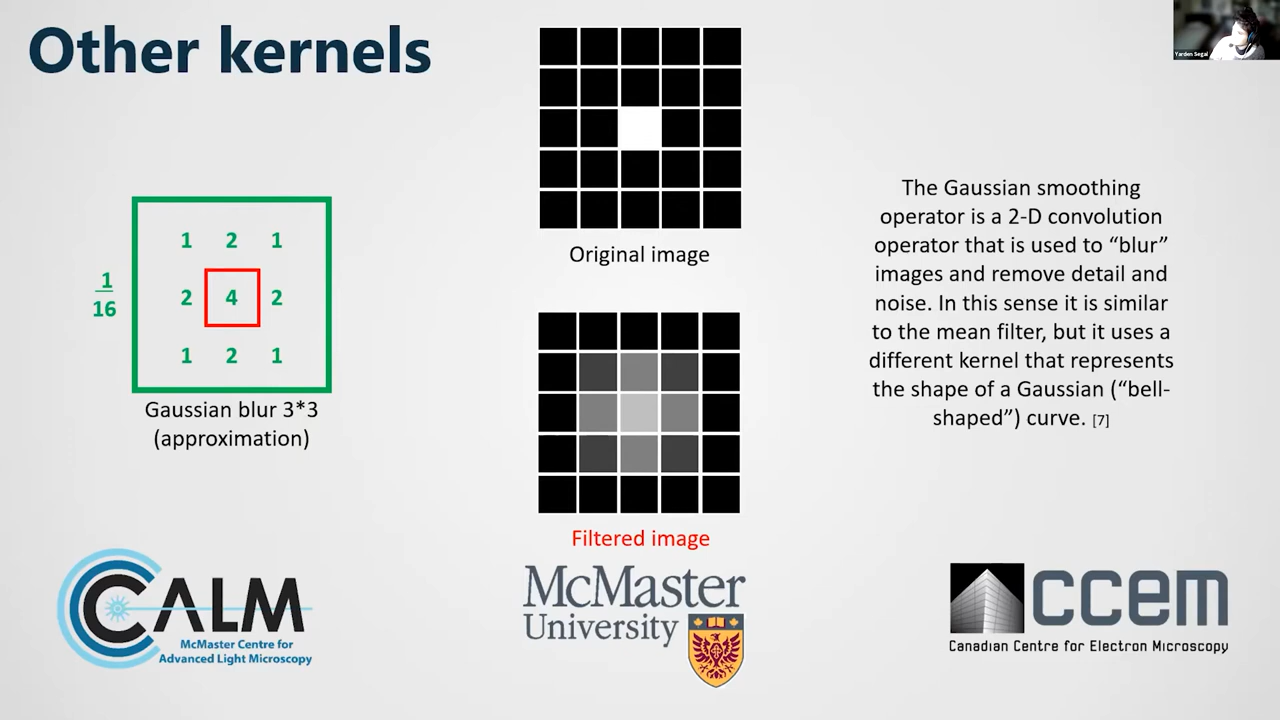 Other kernels
Yarden Segal
1 2 1
2 4 2
1 2 1
1
16
Gaussian blur 3*3
(approximation)
Original image
Filtered image
The Gaussian smoothing
operator is a 2-D convolution
operator that is used to “blur”
images and remove detail and
noise. In this sense it is similar
to the mean filter, but it uses a
different kernel that represents
the shape of a Gaussian (“bell-
shaped”) curve. [7]
CALM
McMaster Centre for
Advanced Light Microscopy
McMaster
University
ccem
Canadian Centre for Electron Microscopy